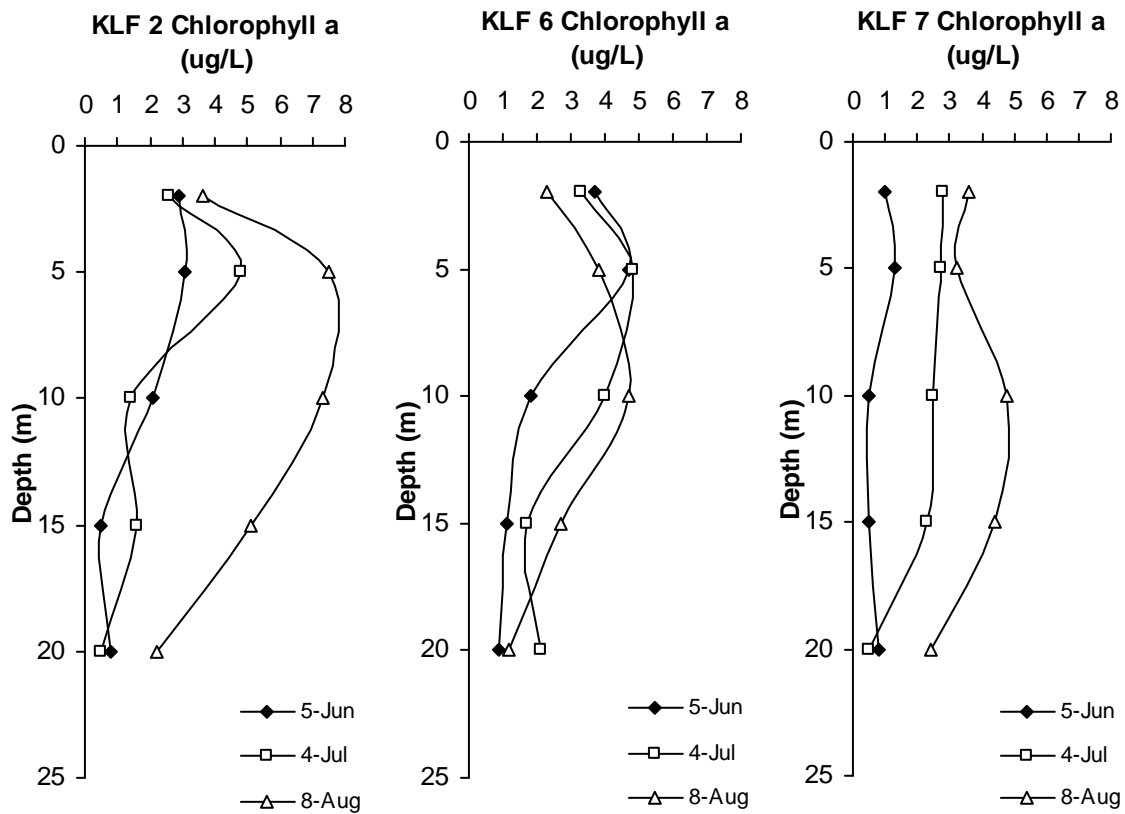 KLF 2 Chlorophyll a
(ug/L)
0 1 2 3 4 5 6 7 8
0
5
10
15
20
25
Depth (m)
5-Jun
4-Jul
8-Aug
KLF 6 Chlorophyll a
(ug/L)
0 1 2 3 4 5 6 7 8
0
5
10
15
20
25
Depth (m)
5-Jun
4-Jul
8-Aug
KLF 7 Chlorophyll a
(ug/L)
0 1 2 3 4 5 6 7 8
0
5
10
15
20
25
Depth (m)
5-Jun
4-Jul
8-Aug